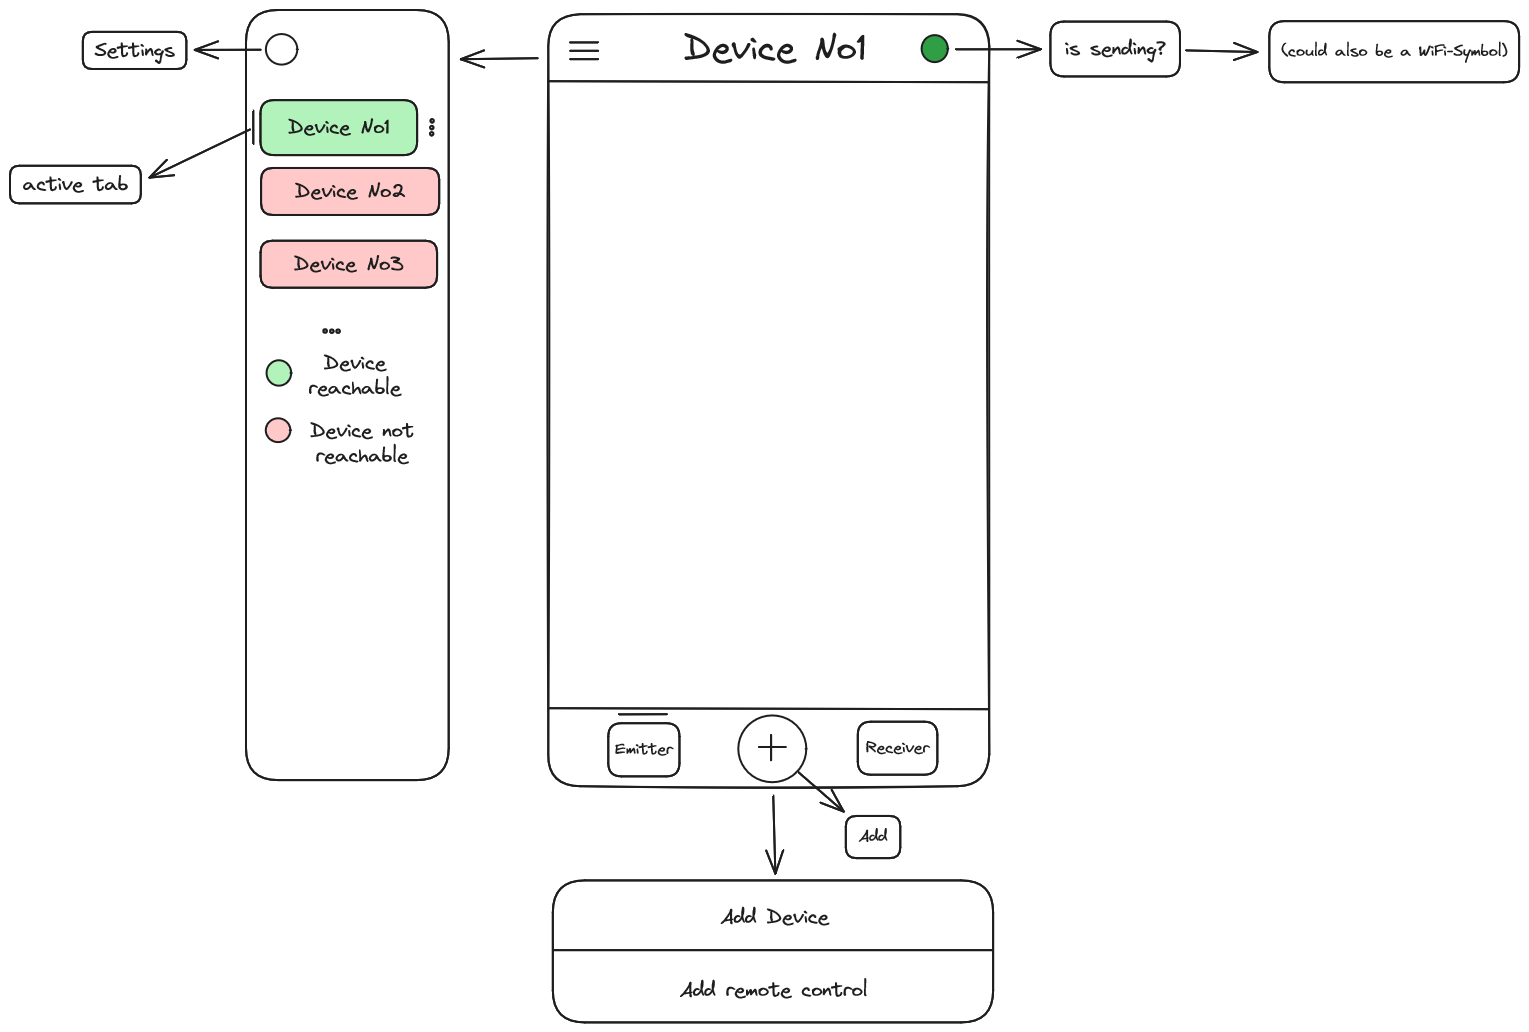 Settings
Device No1
is sending?
(could also be a WiFi-Symbol)
active tab
Device No1
Device No2
Device No3
Device
reachable
Device not
reachable
Emitter
Receiver
Add
Add Device
Add remote control